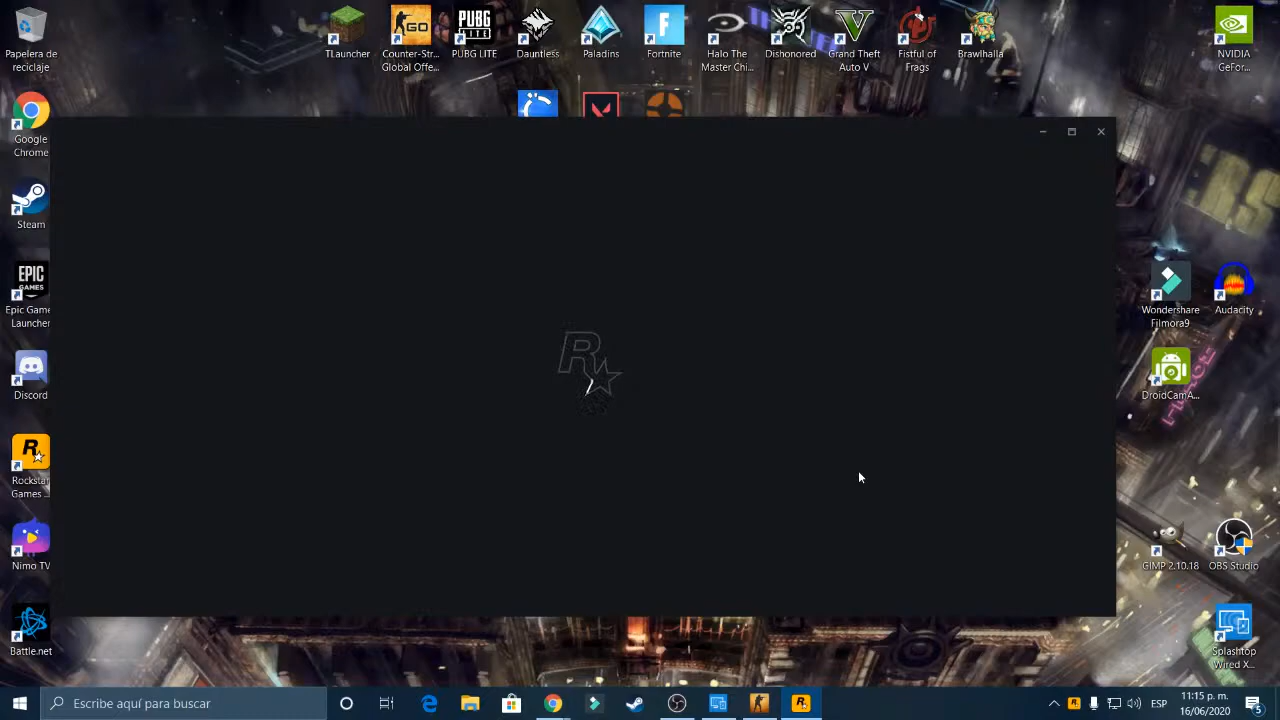 Papelera de
reciclaje
TLauncher
Counter-Str...
Global Offe...
PUBG LITE
Dauntless
Paladins
Fortnite
Halo The
Master Chi...
Dishonored
Grand Theft
Auto V
Fistful of
Frags
Brawlhalla
NVIDIA
GeFor...
GO
PUBG
LITE
F
V
Google
Chrome
Steam
EPIC
GAMES
Epic Game
Launcher
Discord
R
Rockstar
Games ...
Nimo TV
Battle.net
R
Wondershare
Filmora9
Audacity
DroidCamA...
GIMP 2.10.18
OBS Studio
Splashtop
Wired X...
Escribe aquí para buscar
ESP
11:15 p. m.
16/06/2020
5